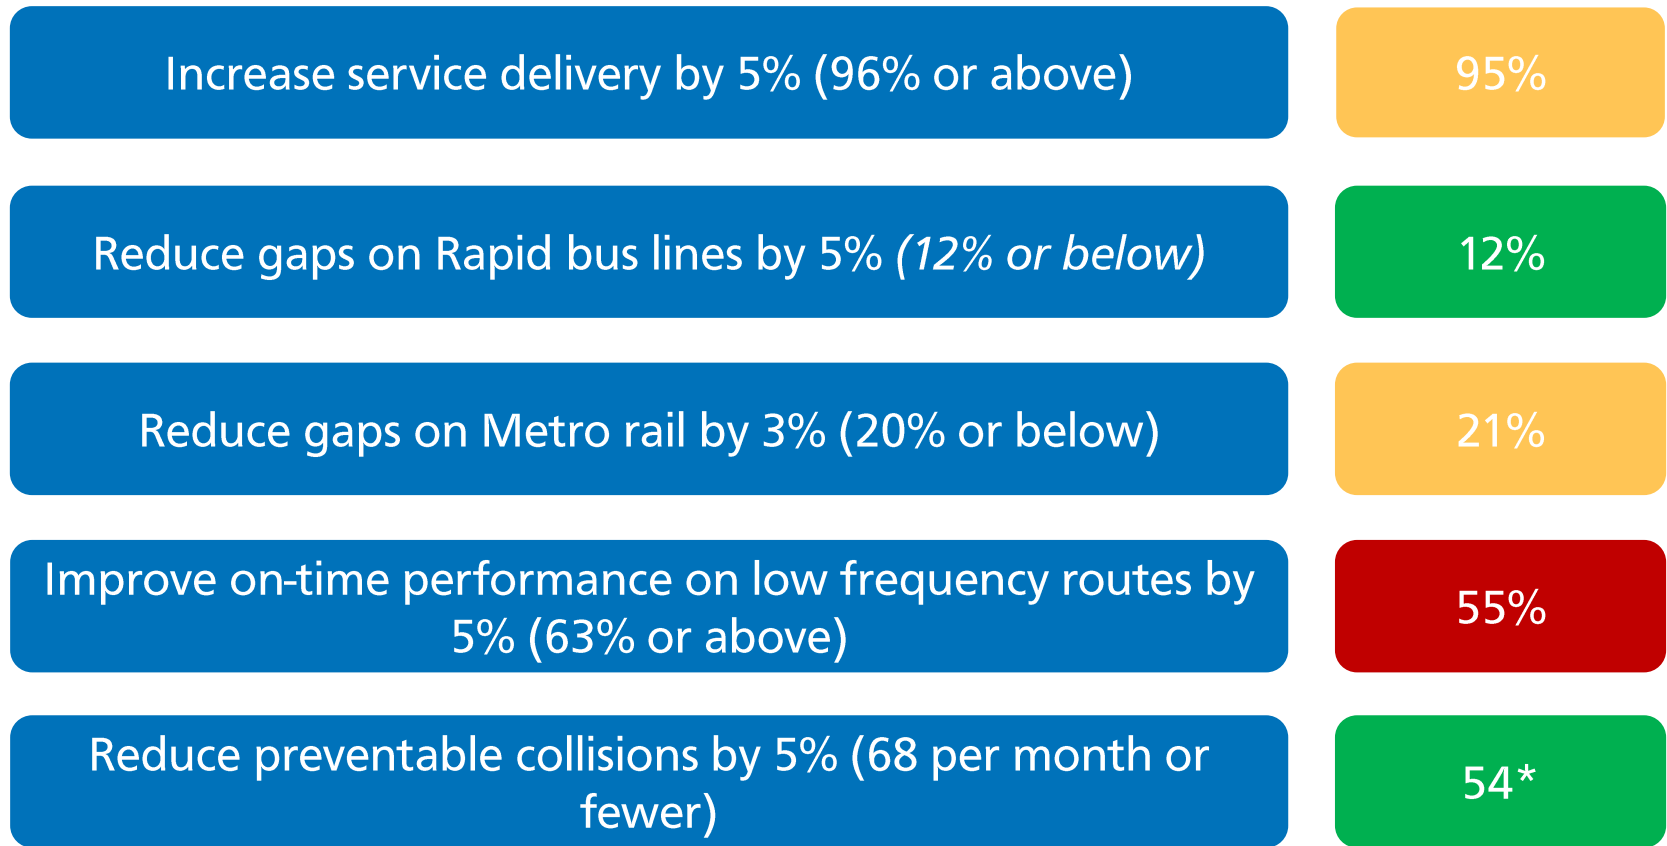 Increase service delivery by 5% (96% or above)
95%
Reduce gaps on Rapid bus lines by 5% (12% or below)
12%
Reduce gaps on Metro rail by 3% (20% or below)
21%
Improve on-time performance on low frequency routes by
5% (63% or above)
55%
Reduce preventable collisions by 5% (68 per month or
fewer)
54*